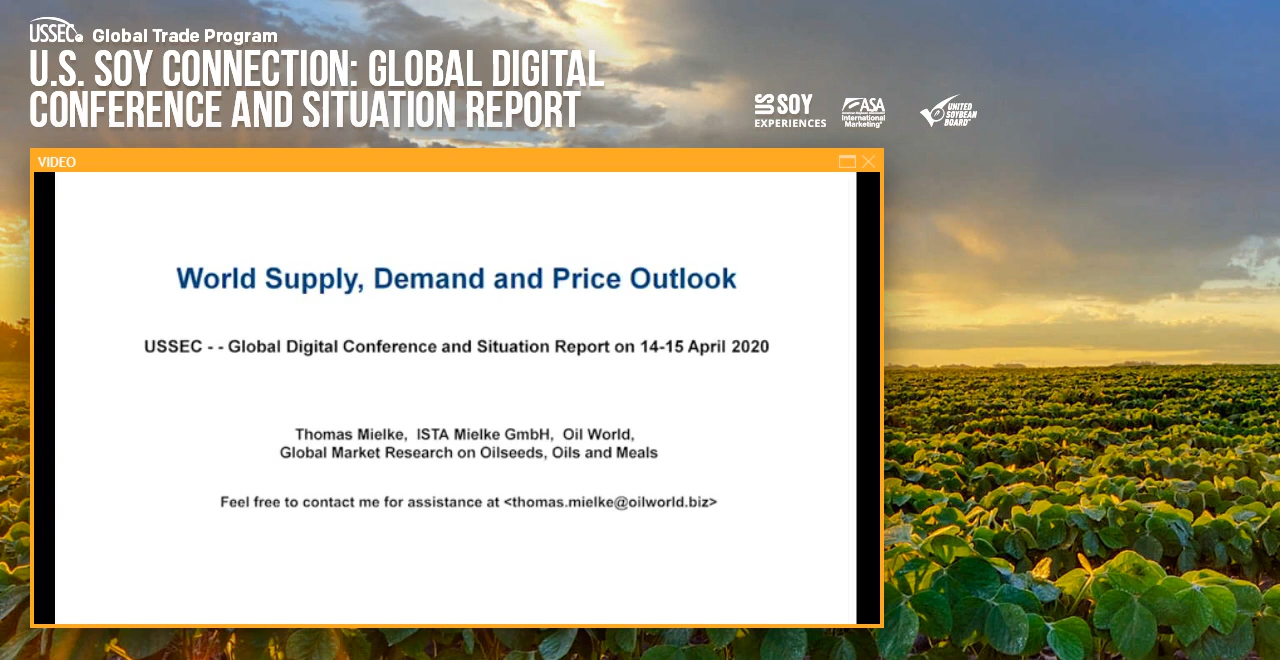 USSEC Global Trade Program
U.S. SOY CONNECTION: GLOBAL DIGITAL
CONFERENCE AND SITUATION REPORT
US SOY
EXPERIENCES
ASA
International
Marketing
UNITED
SOYBEAN
BOARD
VIDEO
World Supply, Demand and Price Outlook
USSEC - - Global Digital Conference and Situation Report on 14-15 April 2020
Thomas Mielke, ISTA Mielke GmbH, Oil World,
Global Market Research on Oilseeds, Oils and Meals
Feel free to contact me for assistance at <thomas.mielke@oilworld.biz>